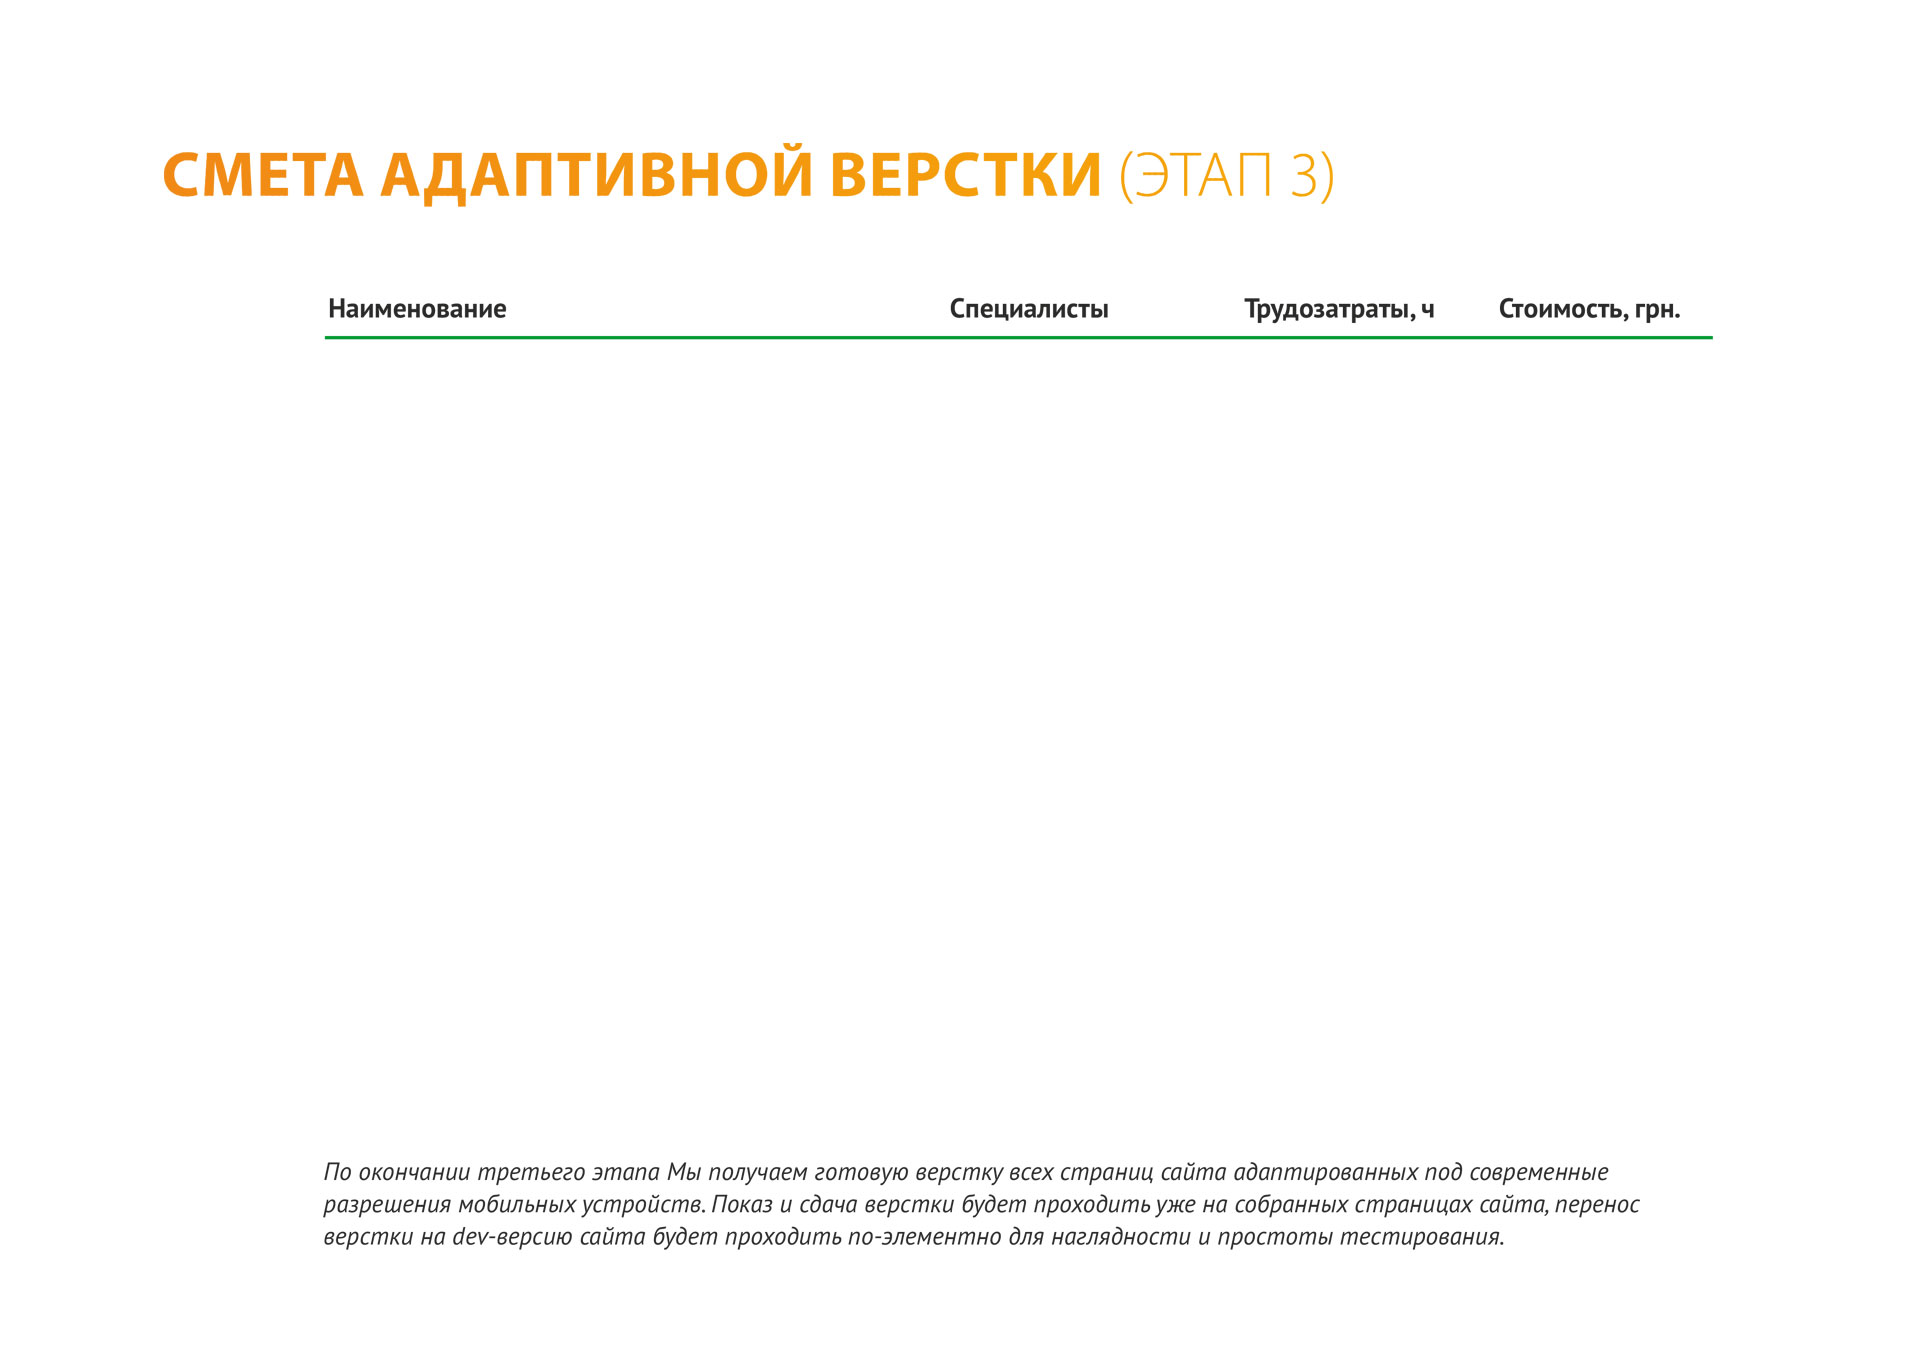 СМЕТА АДАПТИВНОЙ ВЕРСТКИ (ЭТАП 3)
Наименование Специалисты Трудозатраты, ч Стоимость, грн.
По окончании третьего этапа Мы получаем готовую верстку всех страниц сайта адаптированных под современные
разрешения мобильных устройств. Показ и сдача верстки будет проходить уже на собранных страницах сайта, перенос
верстки на dev-версию сайта будет проходить по-элементно для наглядности и простоты тестирования.